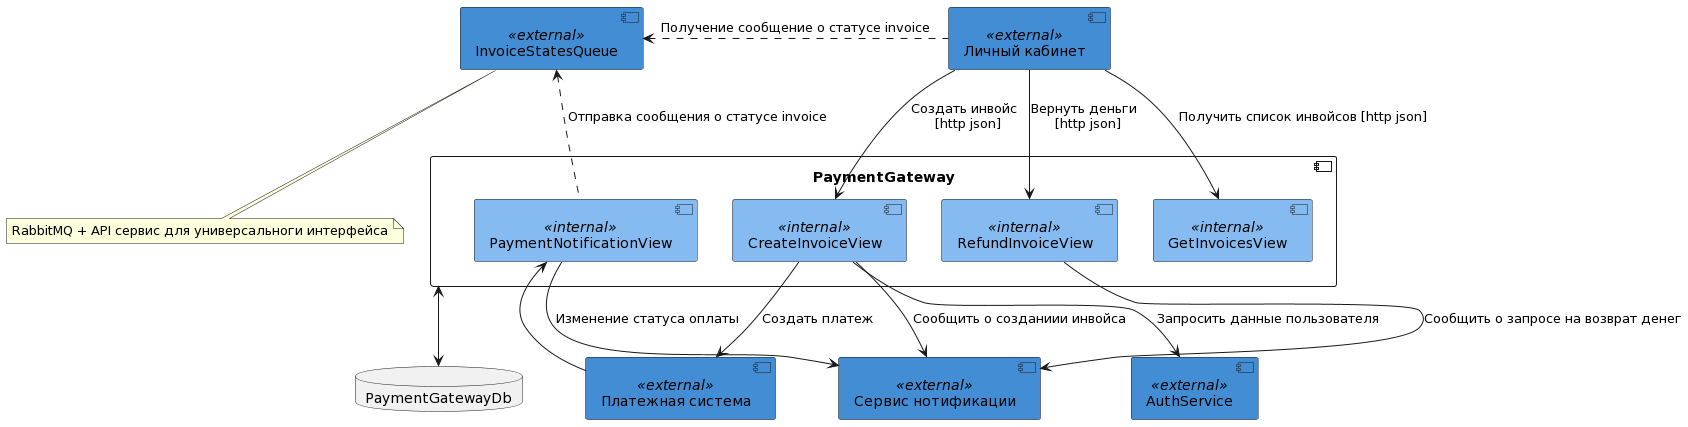 «external»
InvoiceStatesQueue
Получение сообщение о статусе invoice
«external»
Личный кабинет
Отправка сообщения о статусе invoice
Создать инвойс
[http json]
Вернуть деньги
[http json]
Получить список инвойсов [http json]
PaymentGateway
RabbitMQ + API сервис для универсальноги интерфейса
«internal»
PaymentNotificationView
«internal»
CreateInvoiceView
«internal»
RefundInvoiceView
«internal»
GetInvoicesView
Изменение статуса оплаты
Создать платеж
Сообщить о созданиии инвойса
Запросить данные пользователя
Сообщить о запросе на возврат денег
PaymentGatewayDb
«external»
Платежная система
«external»
Сервис нотификации
«external»
AuthService